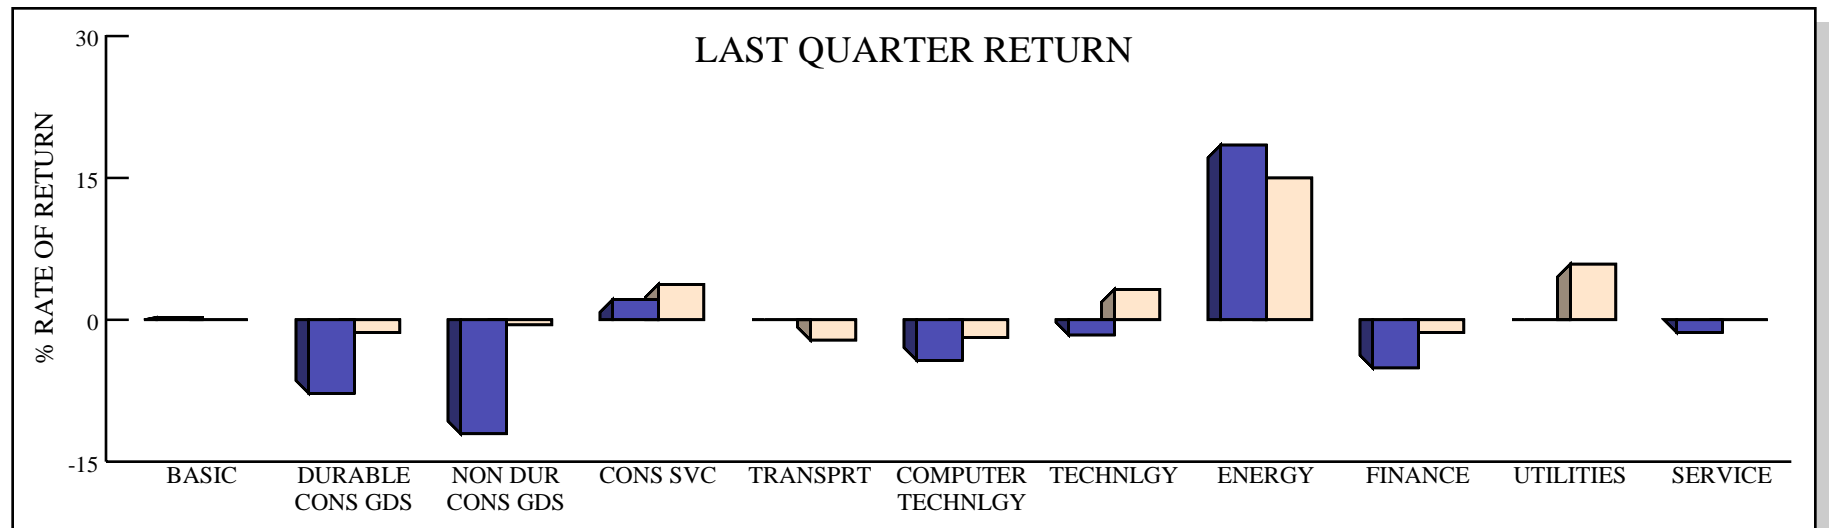 LAST QUARTER RETURN
% RATE OF RETURN
30
15
0
-15
BASIC
DURABLE
CONS GDS
NON DUR
CONS GDS
CONS SVC
TRANSPRT
COMPUTER
TECHNLGY
TECHNLGY
ENERGY
FINANCE
UTILITIES
SERVICE